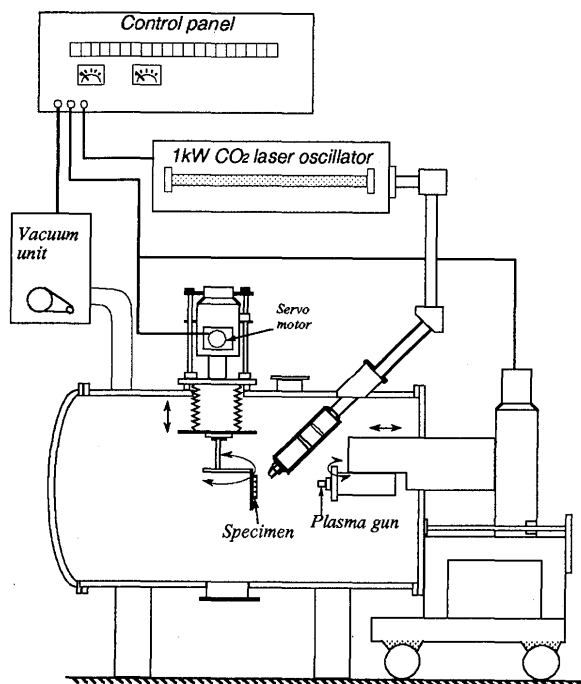 Control panel
1kW CO₂ laser oscillator
Vacuum
unit
Servo
motor
Specimen
Plasma gun